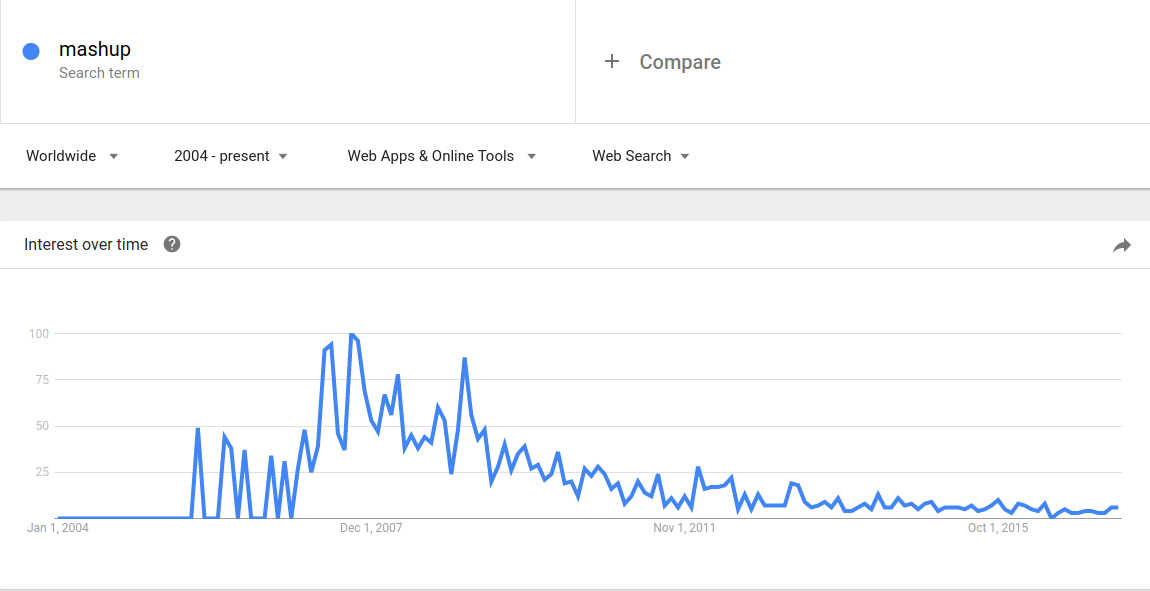 mashup
Search term
+ Compare
Worldwide 2004 - present Web Apps & Online Tools Web Search
Interest over time ?
100
75
50
25
Jan 1, 2004 Dec 1, 2007 Nov 1, 2011 Oct 1, 2015